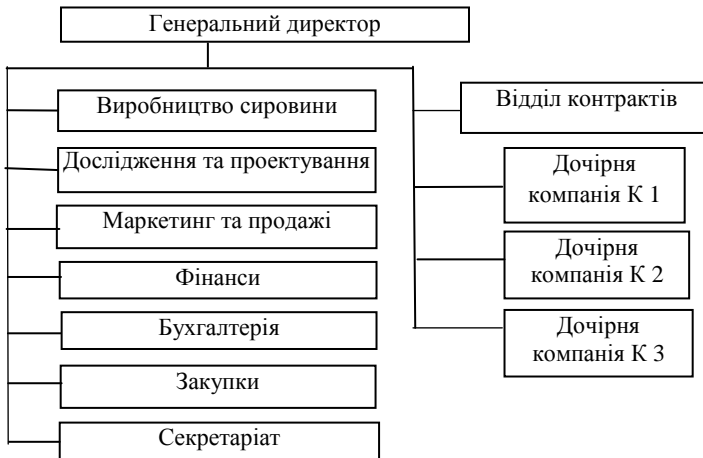 Генеральний директор
Виробництво сировини
Дослідження та проектування
Маркетинг та продажі
Фінанси
Бухгалтерія
Закупки
Секретаріат
Відділ контрактів
Дочірня
компанія К 1
Дочірня
компанія К 2
Дочірня
компанія К 3